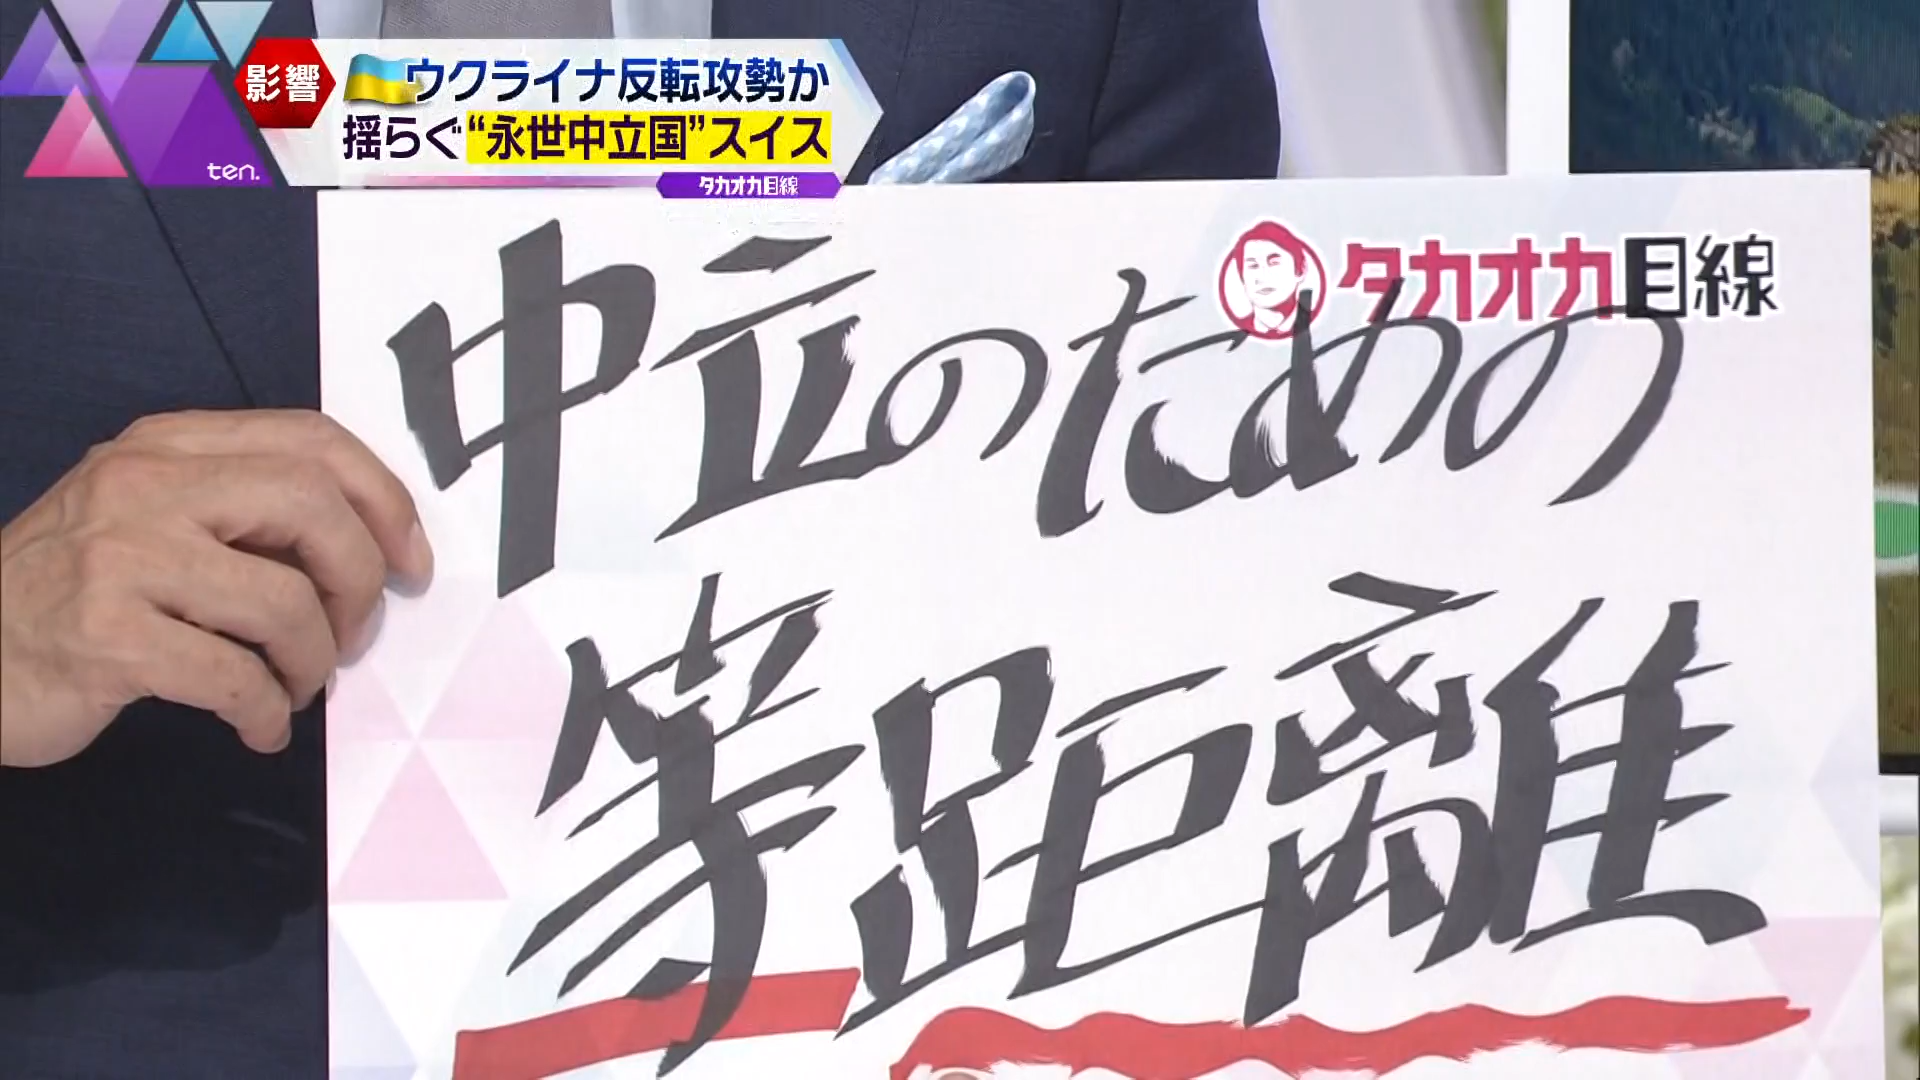 影響
ウクライナ反転攻勢か
揺らぐ“永世中立国”スイス
ten.
タカオカ目線
タカオカ目線
中立のための
等距離